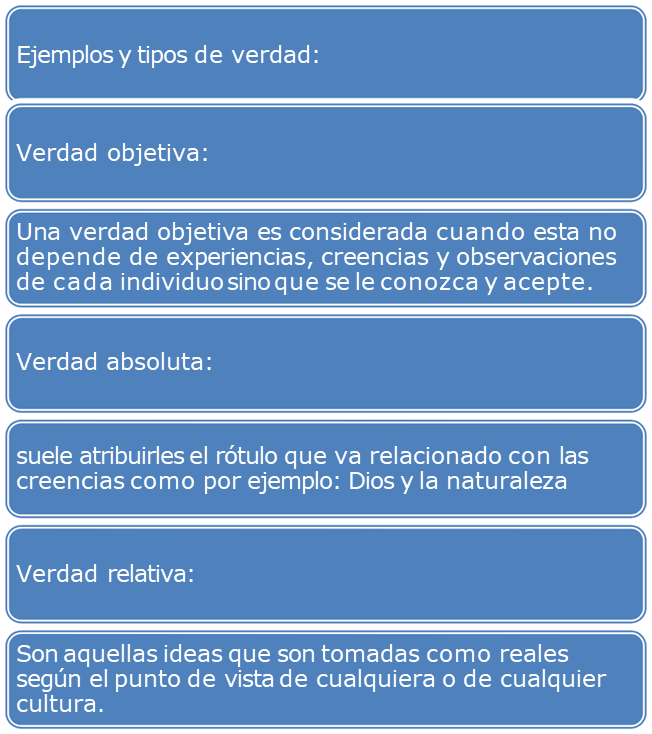 Ejemplos y tipos de verdad:
Verdad objetiva:
Una verdad objetiva es considerada cuando esta no
depende de experiencias, creencias y observaciones
de cada individuo sino que se le conozca y acepte.
Verdad absoluta:
suele atribuirles el rótulo que va relacionado con las
creencias como por ejemplo: Dios y la naturaleza
Verdad relativa:
Son aquellas ideas que son tomadas como reales
según el punto de vista de cualquiera o de cualquier
cultura.